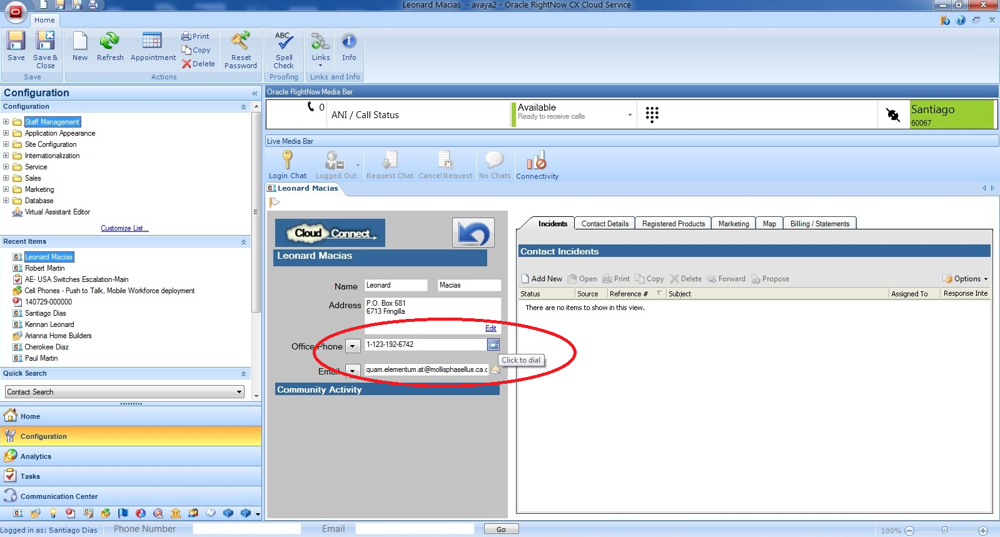 Leonard Macias - avaya2 - Oracle RightNow CX Cloud Service
Home
Save
Save & Close
New
Refresh
Appointment
Print
Copy
Delete
Reset Password
ABC
Spell Check
Links
Info
Save
Actions
Proofing
Links and Info
Configuration
Configuration
Staff Management
Application Appearance
Site Configuration
Internationalization
Service
Sales
Marketing
Database
Virtual Assistant Editor
Customize List...
Recent Items
Leonard Macias
Robert Martin
AE- USA Switches Escalation-Main
Cell Phones - Push to Talk, Mobile Workforce deployment
140729-000000
Santiago Dias
Kennan Leonard
Arianna Home Builders
Cherokee Diaz
Paul Martin
Quick Search
Contact Search
Home
Configuration
Analytics
Tasks
Communication Center
Oracle RightNow Media Bar
0
ANI / Call Status
Available
Ready to receive calls
Santiago
60067
Live Media Bar
Login Chat
Logged Out
Request Chat
Cancel Request
No Chats
Connectivity
Leonard Macias
Cloud Connect
Leonard Macias
Name
Leonard
Macias
Address
P.O. Box 681
6713 Fringilla
Edit
Office Phone
1-123-192-6742
Click to dial
Email
quam.elementum.at@mollisphasellus.ca.c
Community Activity
Incidents
Contact Details
Registered Products
Marketing
Map
Billing / Statements
Contact Incidents
Add New
Open
Print
Copy
Delete
Forward
Propose
Options
Status
Source
Reference #
Subject
Assigned To
Response Inte
There are no items to show in this view.
Logged in as: Santiago Dias
Phone Number
Email
Go
100%